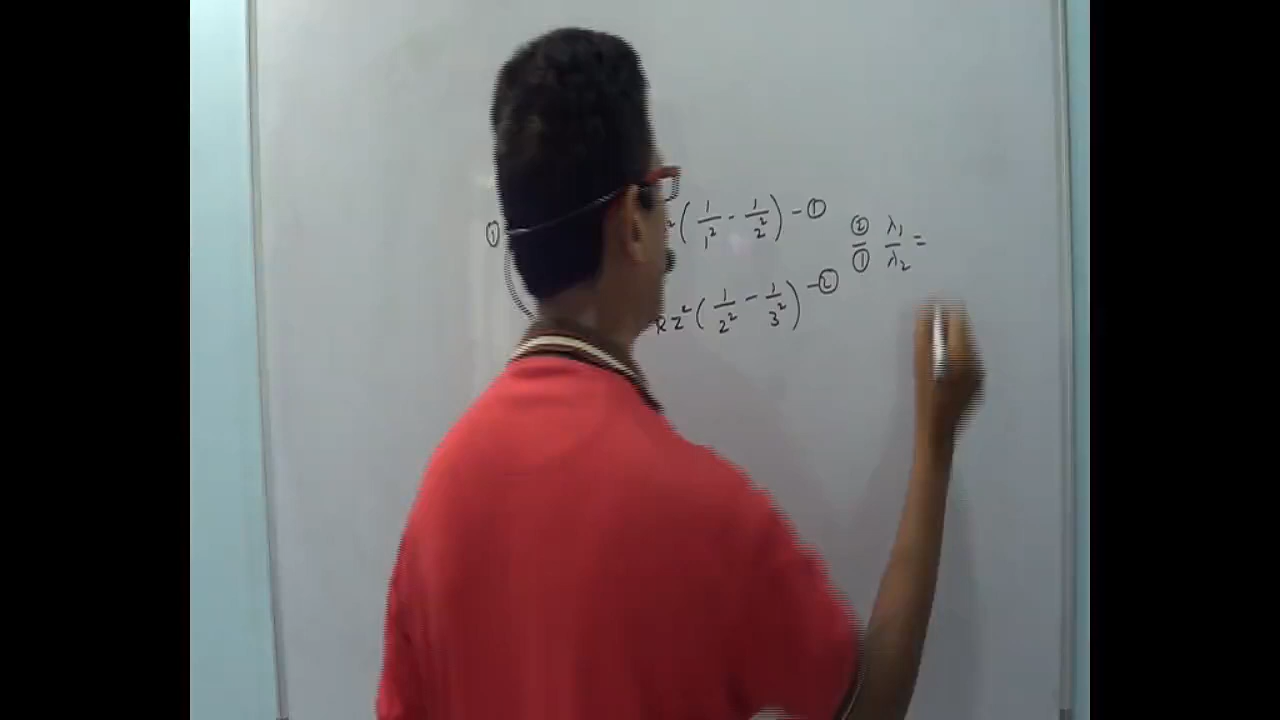 ① ² ( 1/1² - 1/2² ) - ①
RZ² ( 1/2² - 1/3² ) - ②
②/① λ₁/λ₂ =